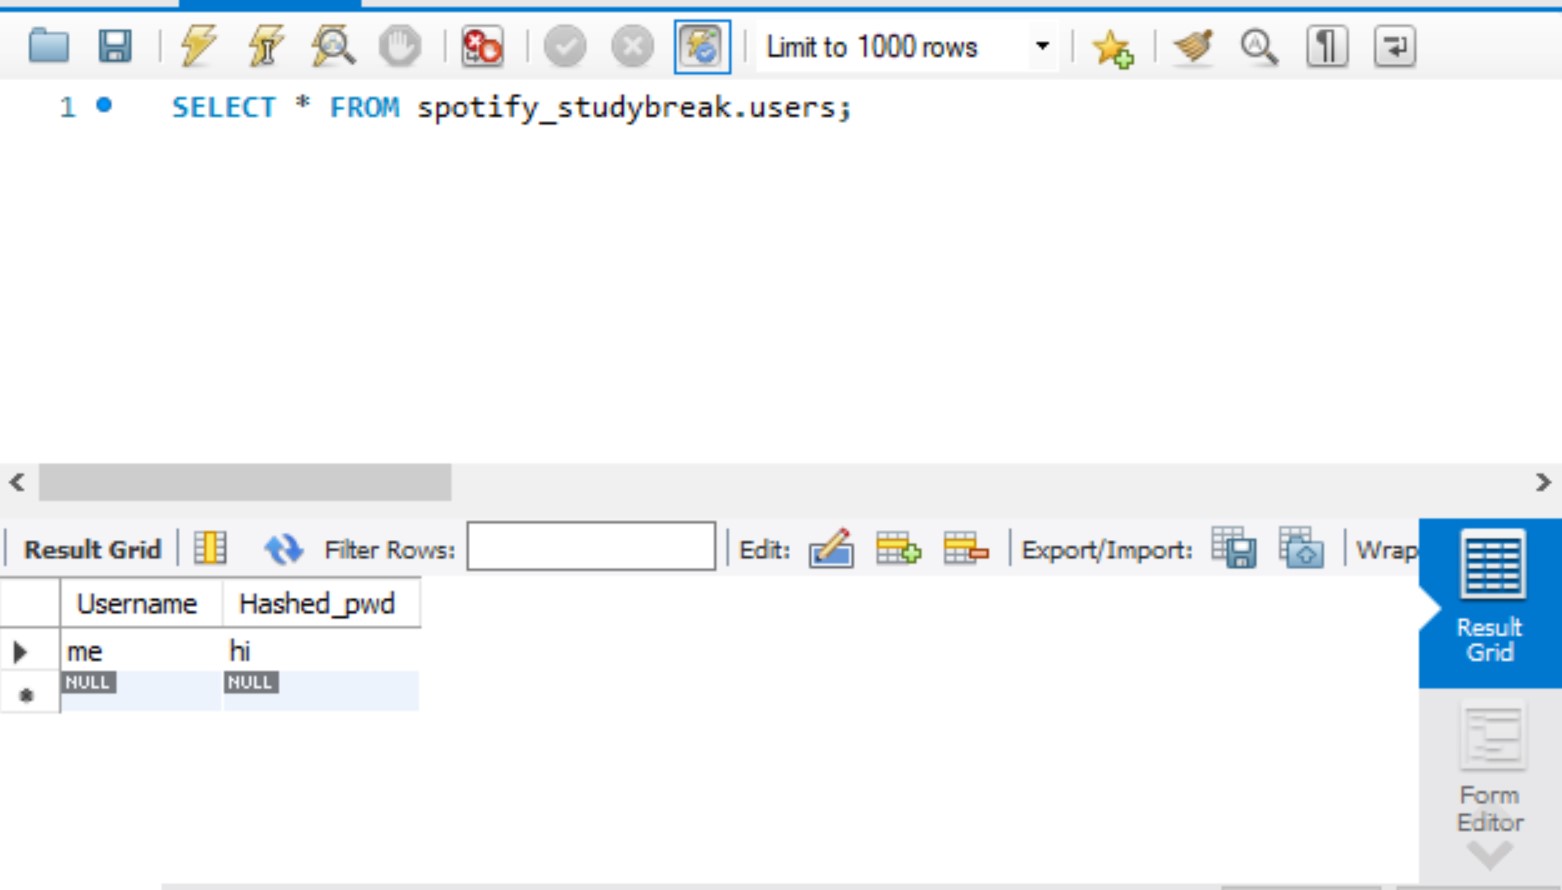 Limit to 1000 rows
1 SELECT * FROM spotify_studybreak.users;
Result Grid Filter Rows: Edit: Export/Import: Wrap
Username Hashed_pwd
me hi
NULL NULL
Result
Grid
Form
Editor